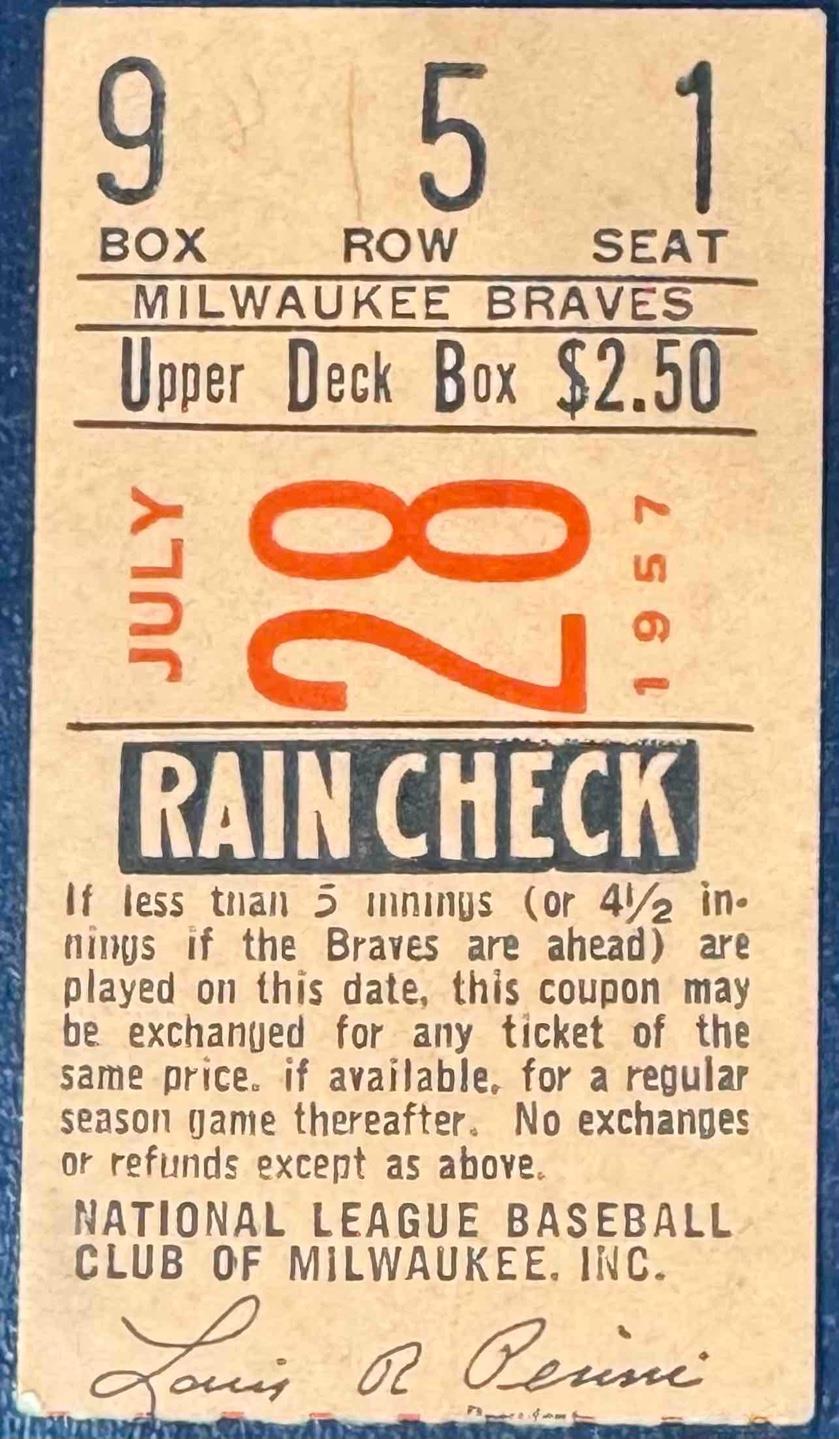 9 5 1
BOX ROW SEAT
MILWAUKEE BRAVES
Upper Deck Box $2.50
JULY
28
1957
RAIN CHECK
If less than 5 innings (or 4½ in-
nings if the Braves are ahead) are
played on this date, this coupon may
be exchanged for any ticket of the
same price. if available, for a regular
season game thereafter. No exchanges
or refunds except as above.
NATIONAL LEAGUE BASEBALL
CLUB OF MILWAUKEE, INC.
Louis R Perini